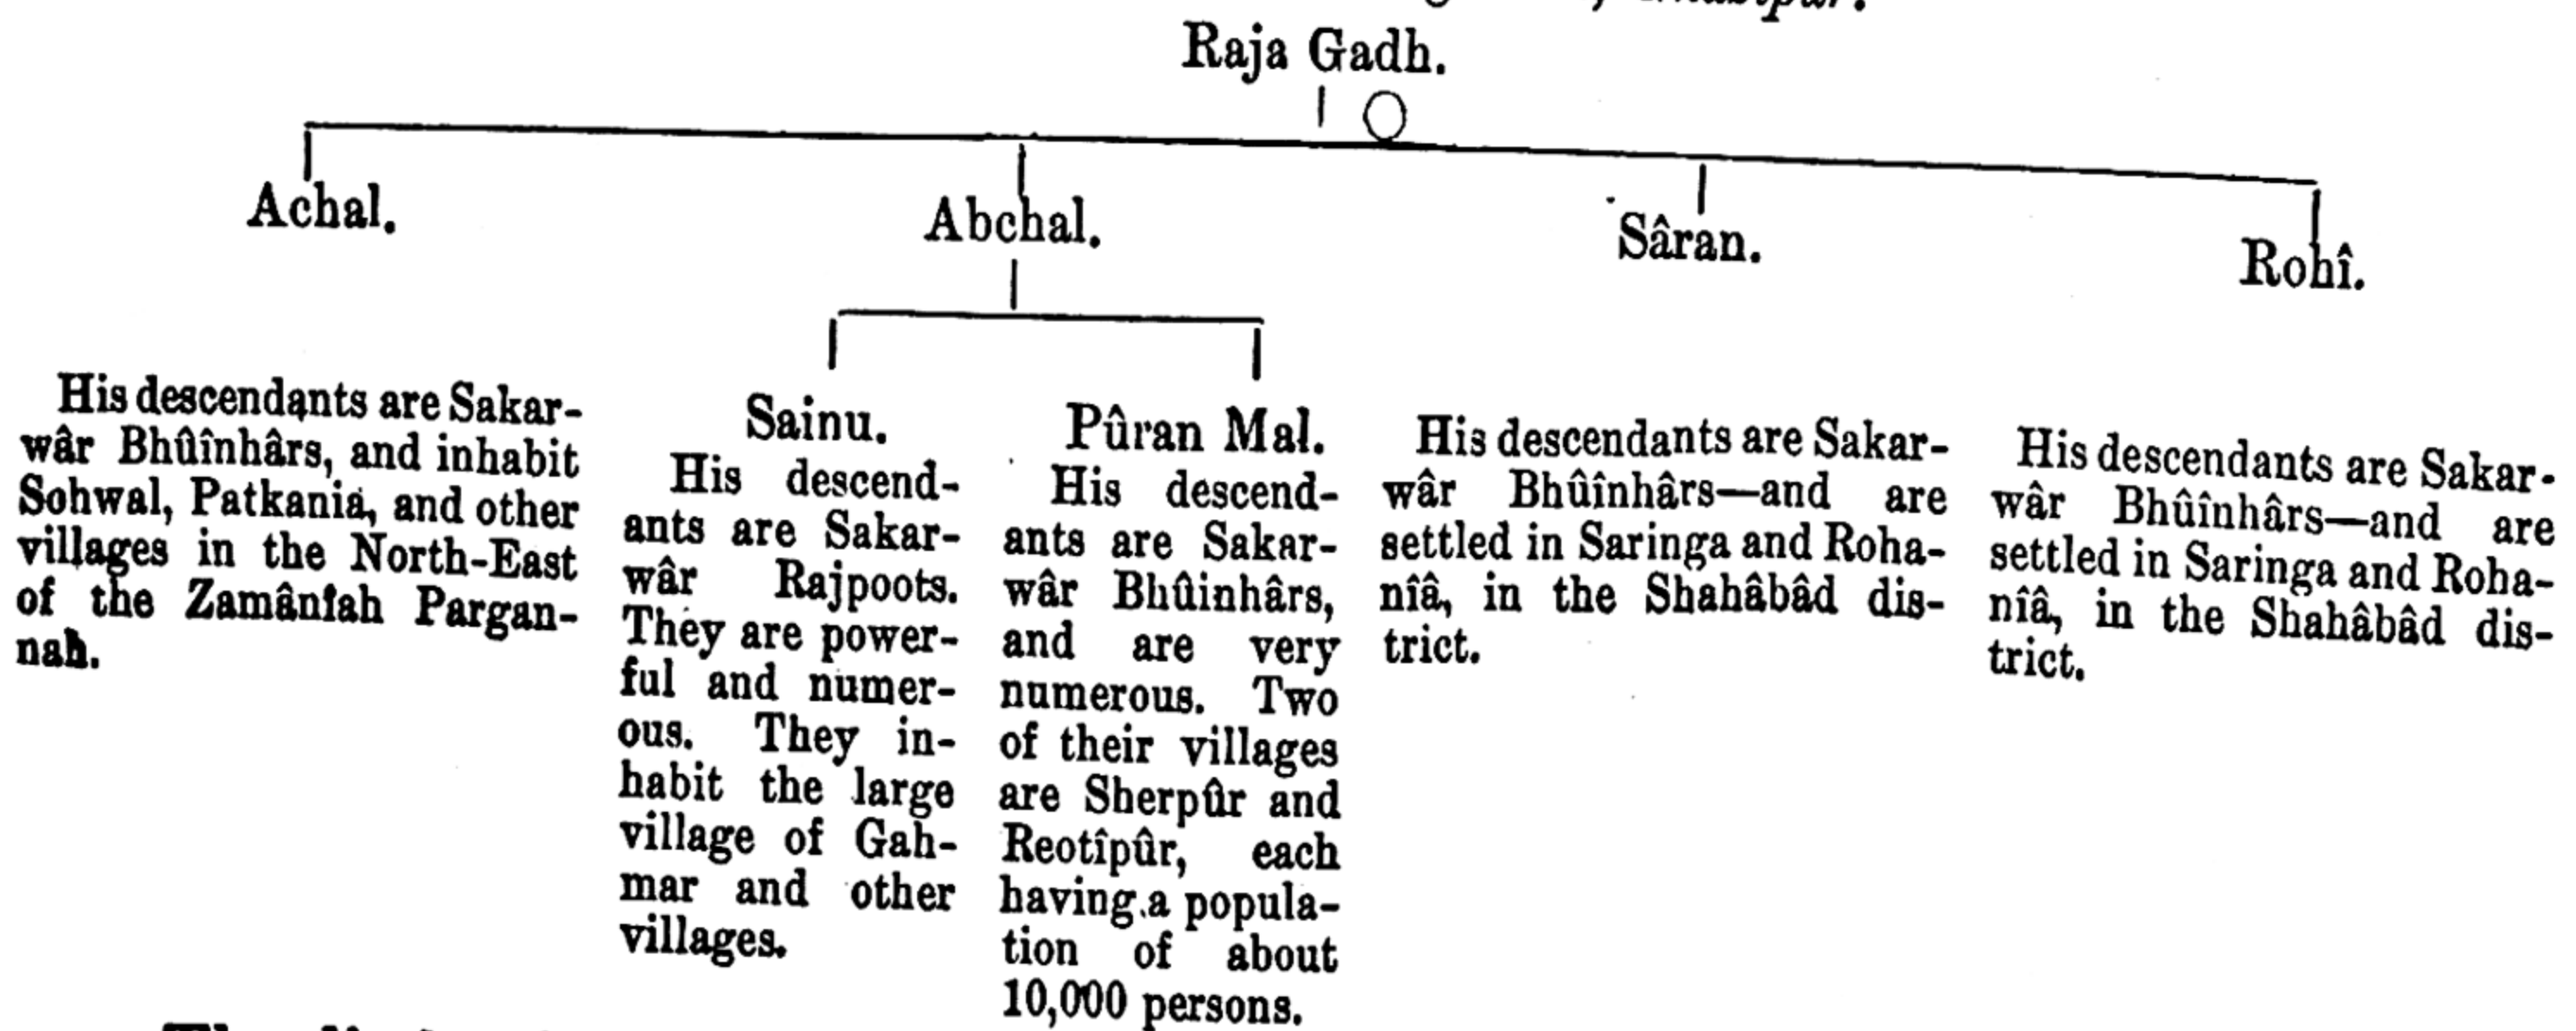 Raja Gadh.
Achal.
Abchal.
Sâran.
Rohî.
His descendants are Sakar-
wâr Bhûînhârs, and inhabit
Sohwal, Patkania, and other
villages in the North-East
of the Zamânîah Pargan-
nah.
Sainu.
His descend-
ants are Sakar-
wâr Rajpoots.
They are power-
ful and numer-
ous. They in-
habit the large
village of Gah-
mar and other
villages.
Pûran Mal.
His descend-
ants are Sakar-
wâr Bhûinhârs,
and are very
numerous. Two
of their villages
are Sherpûr and
Reotîpûr, each
having a popula-
tion of about
10,000 persons.
His descendants are Sakar-
wâr Bhûînhârs—and are
settled in Saringa and Roha-
nîâ, in the Shahâbâd dis-
trict.
His descendants are Sakar-
wâr Bhûînhârs—and are
settled in Saringa and Roha-
nîâ, in the Shahâbâd dis-
trict.